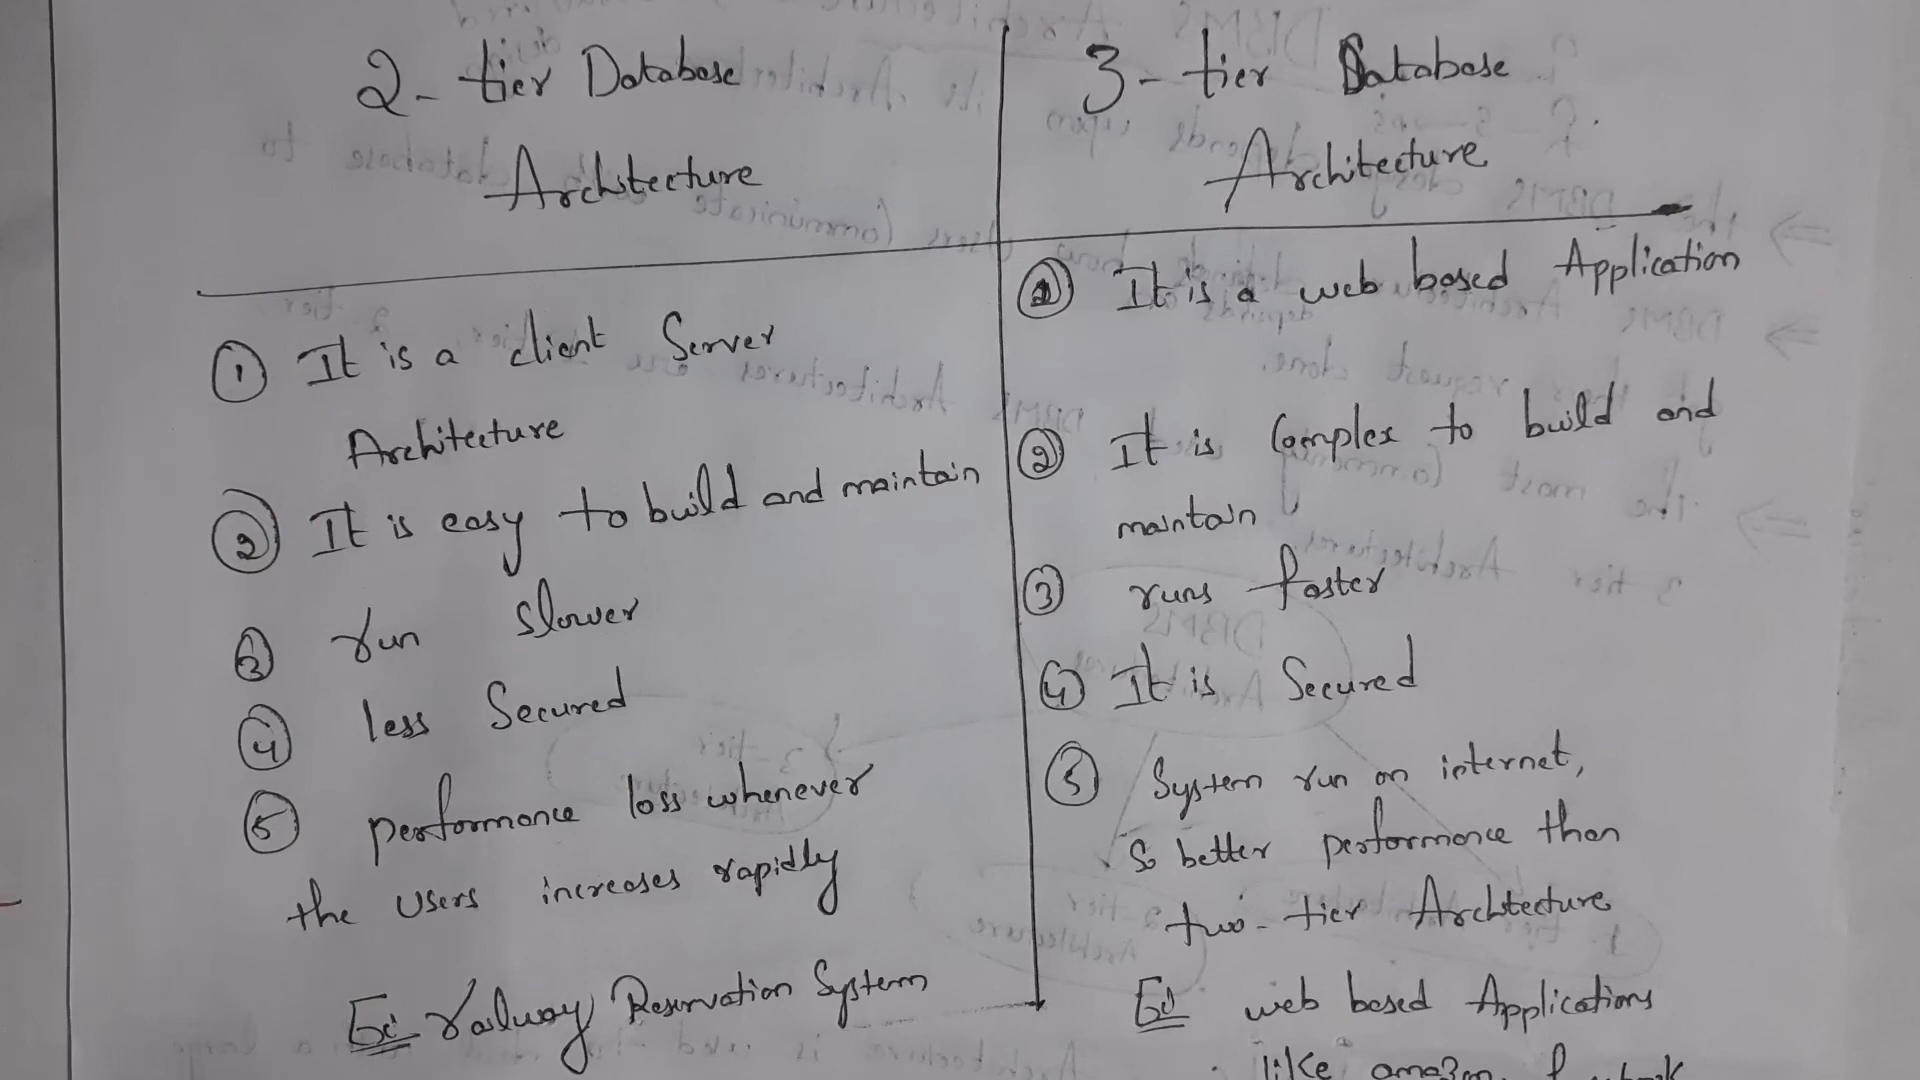 2- tier Database
Architecture
① It is a client Server
Architecture
② It is easy to build and maintain
③ run slower
④ less Secured
⑤ performance loss whenever
the users increases rapidly
Ex: railway Reservation System
3- tier Database
Architecture
① It is a web based Application
② It is Complex to build and
maintain
③ runs faster
④ It is Secured
⑤ System run on internet,
So better performance than
two-tier Architecture
Ex: web based Applications
like amazon,